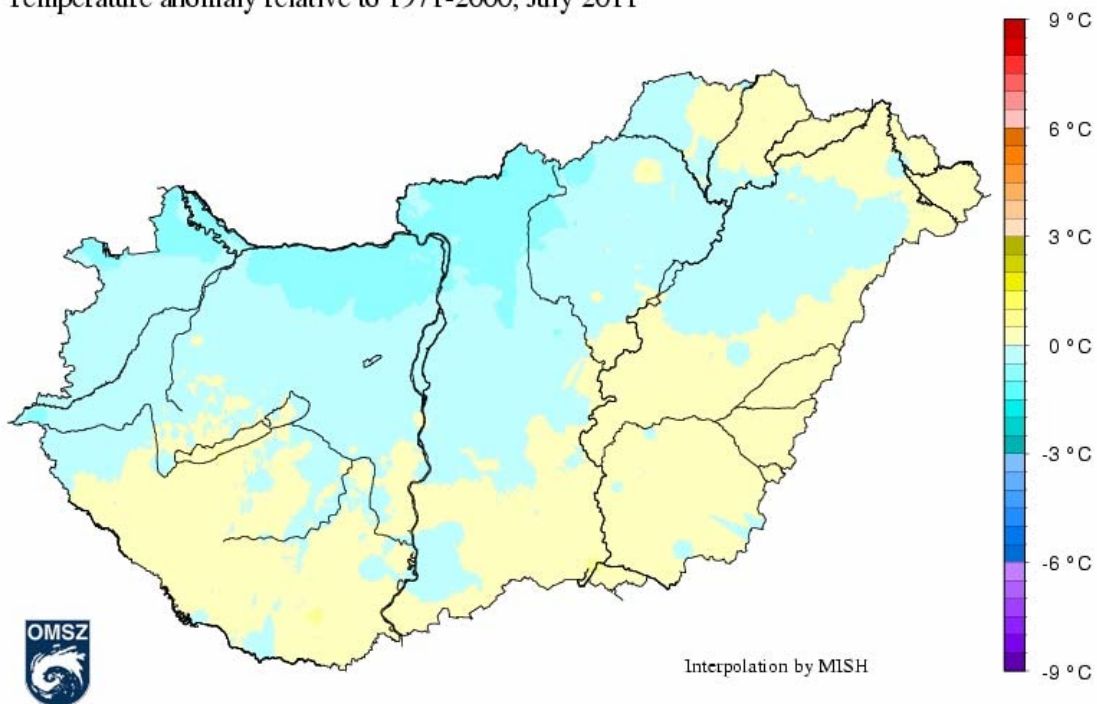 Temperature anomaly relative to 1971-2000, July 2011
9 °C
6 °C
3 °C
0 °C
-3 °C
-6 °C
-9 °C
OMSZ
Interpolation by MISH